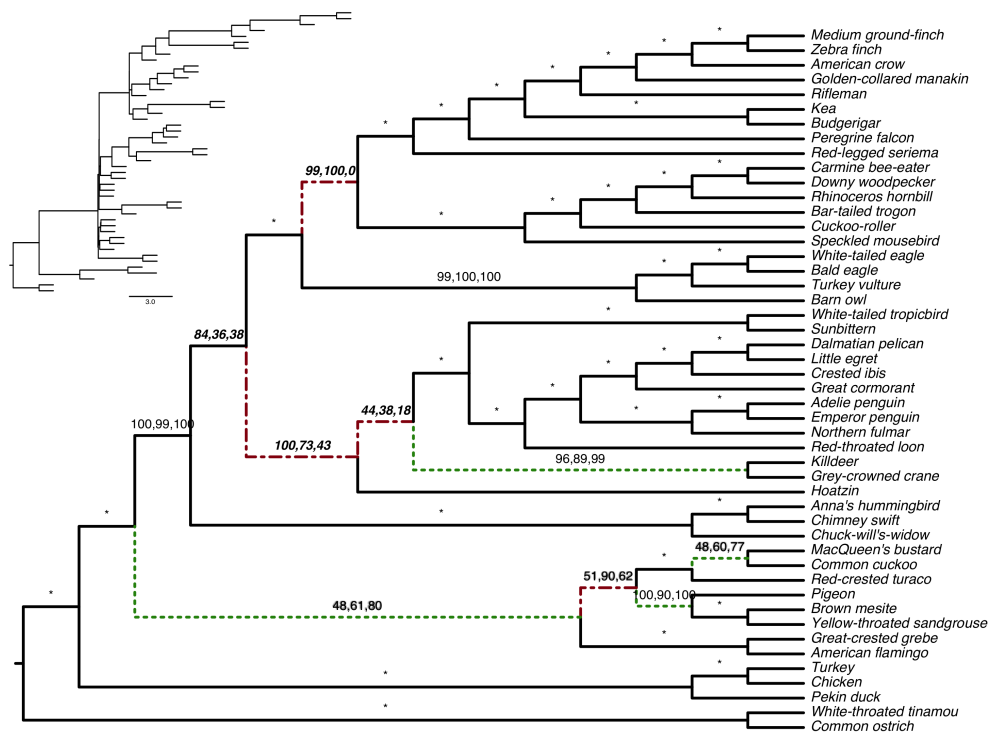 Medium ground-finch
Zebra finch
American crow
Golden-collared manakin
Rifleman
Kea
Budgerigar
Peregrine falcon
Red-legged seriema
Carmine bee-eater
Downy woodpecker
Rhinoceros hornbill
Bar-tailed trogon
Cuckoo-roller
Speckled mousebird
White-tailed eagle
Bald eagle
Turkey vulture
Barn owl
White-tailed tropicbird
Sunbittern
Dalmatian pelican
Little egret
Crested ibis
Great cormorant
Adelie penguin
Emperor penguin
Northern fulmar
Red-throated loon
Killdeer
Grey-crowned crane
Hoatzin
Anna's hummingbird
Chimney swift
Chuck-will's-widow
MacQueen's bustard
Common cuckoo
Red-crested turaco
Pigeon
Brown mesite
Yellow-throated sandgrouse
Great-crested grebe
American flamingo
Turkey
Chicken
Pekin duck
White-throated tinamou
Common ostrich
99,100,0
99,100,100
84,36,38
44,38,18
100,99,100
100,73,43
96,89,99
48,60,77
51,90,62
100,90,100
48,61,80
3.0